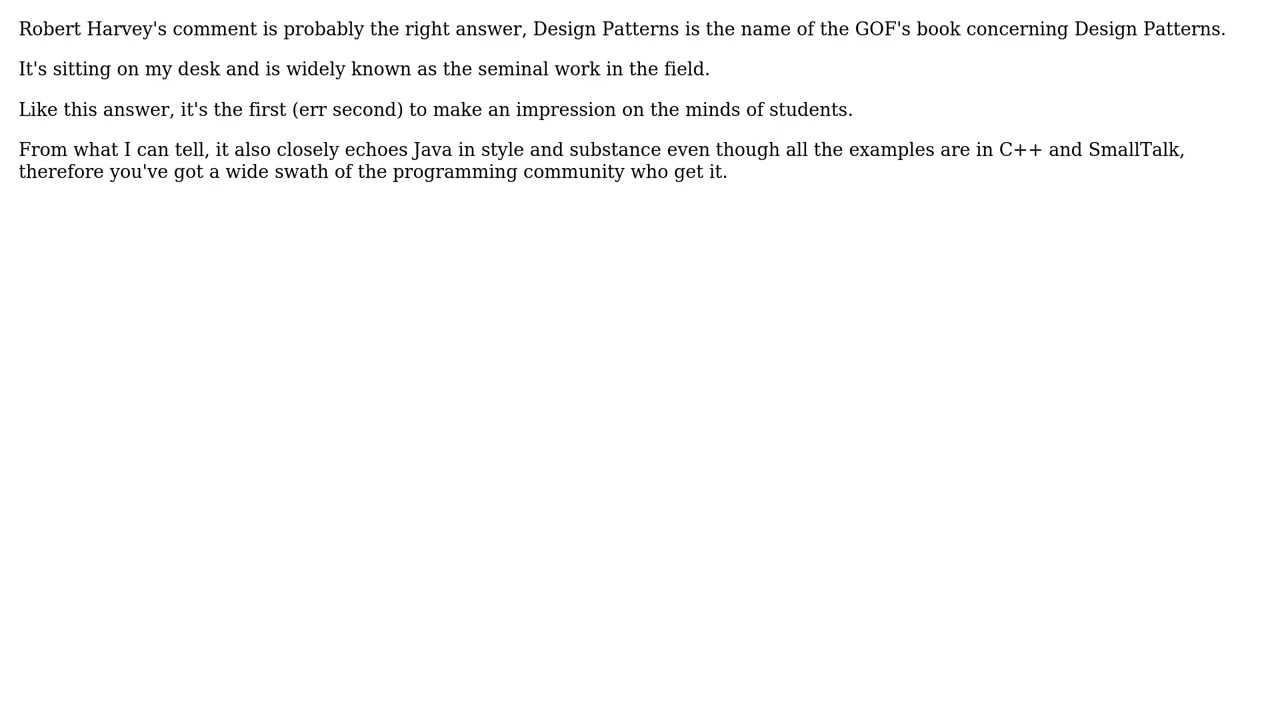 Robert Harvey's comment is probably the right answer, Design Patterns is the name of the GOF's book concerning Design Patterns.
It's sitting on my desk and is widely known as the seminal work in the field.
Like this answer, it's the first (err second) to make an impression on the minds of students.
From what I can tell, it also closely echoes Java in style and substance even though all the examples are in C++ and SmallTalk,
therefore you've got a wide swath of the programming community who get it.